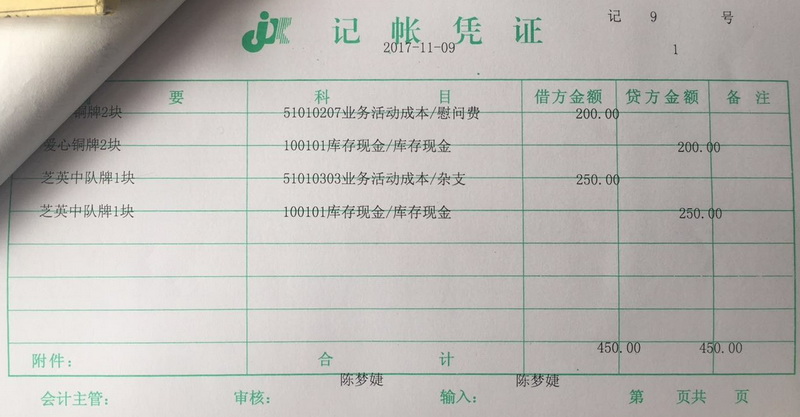 记 9 号
记帐凭证
2017-11-09
1
要 科 目 借方金额 贷方金额 备注
铜牌2块 51010207业务活动成本/慰问费 200.00
爱心铜牌2块 100101库存现金/库存现金 200.00
芝英中队牌1块 51010303业务活动成本/杂支 250.00
芝英中队牌1块 100101库存现金/库存现金 250.00
附件： 合 计 450.00 450.00
会计主管： 审核： 陈梦婕 输入： 陈梦婕 第 页共 页